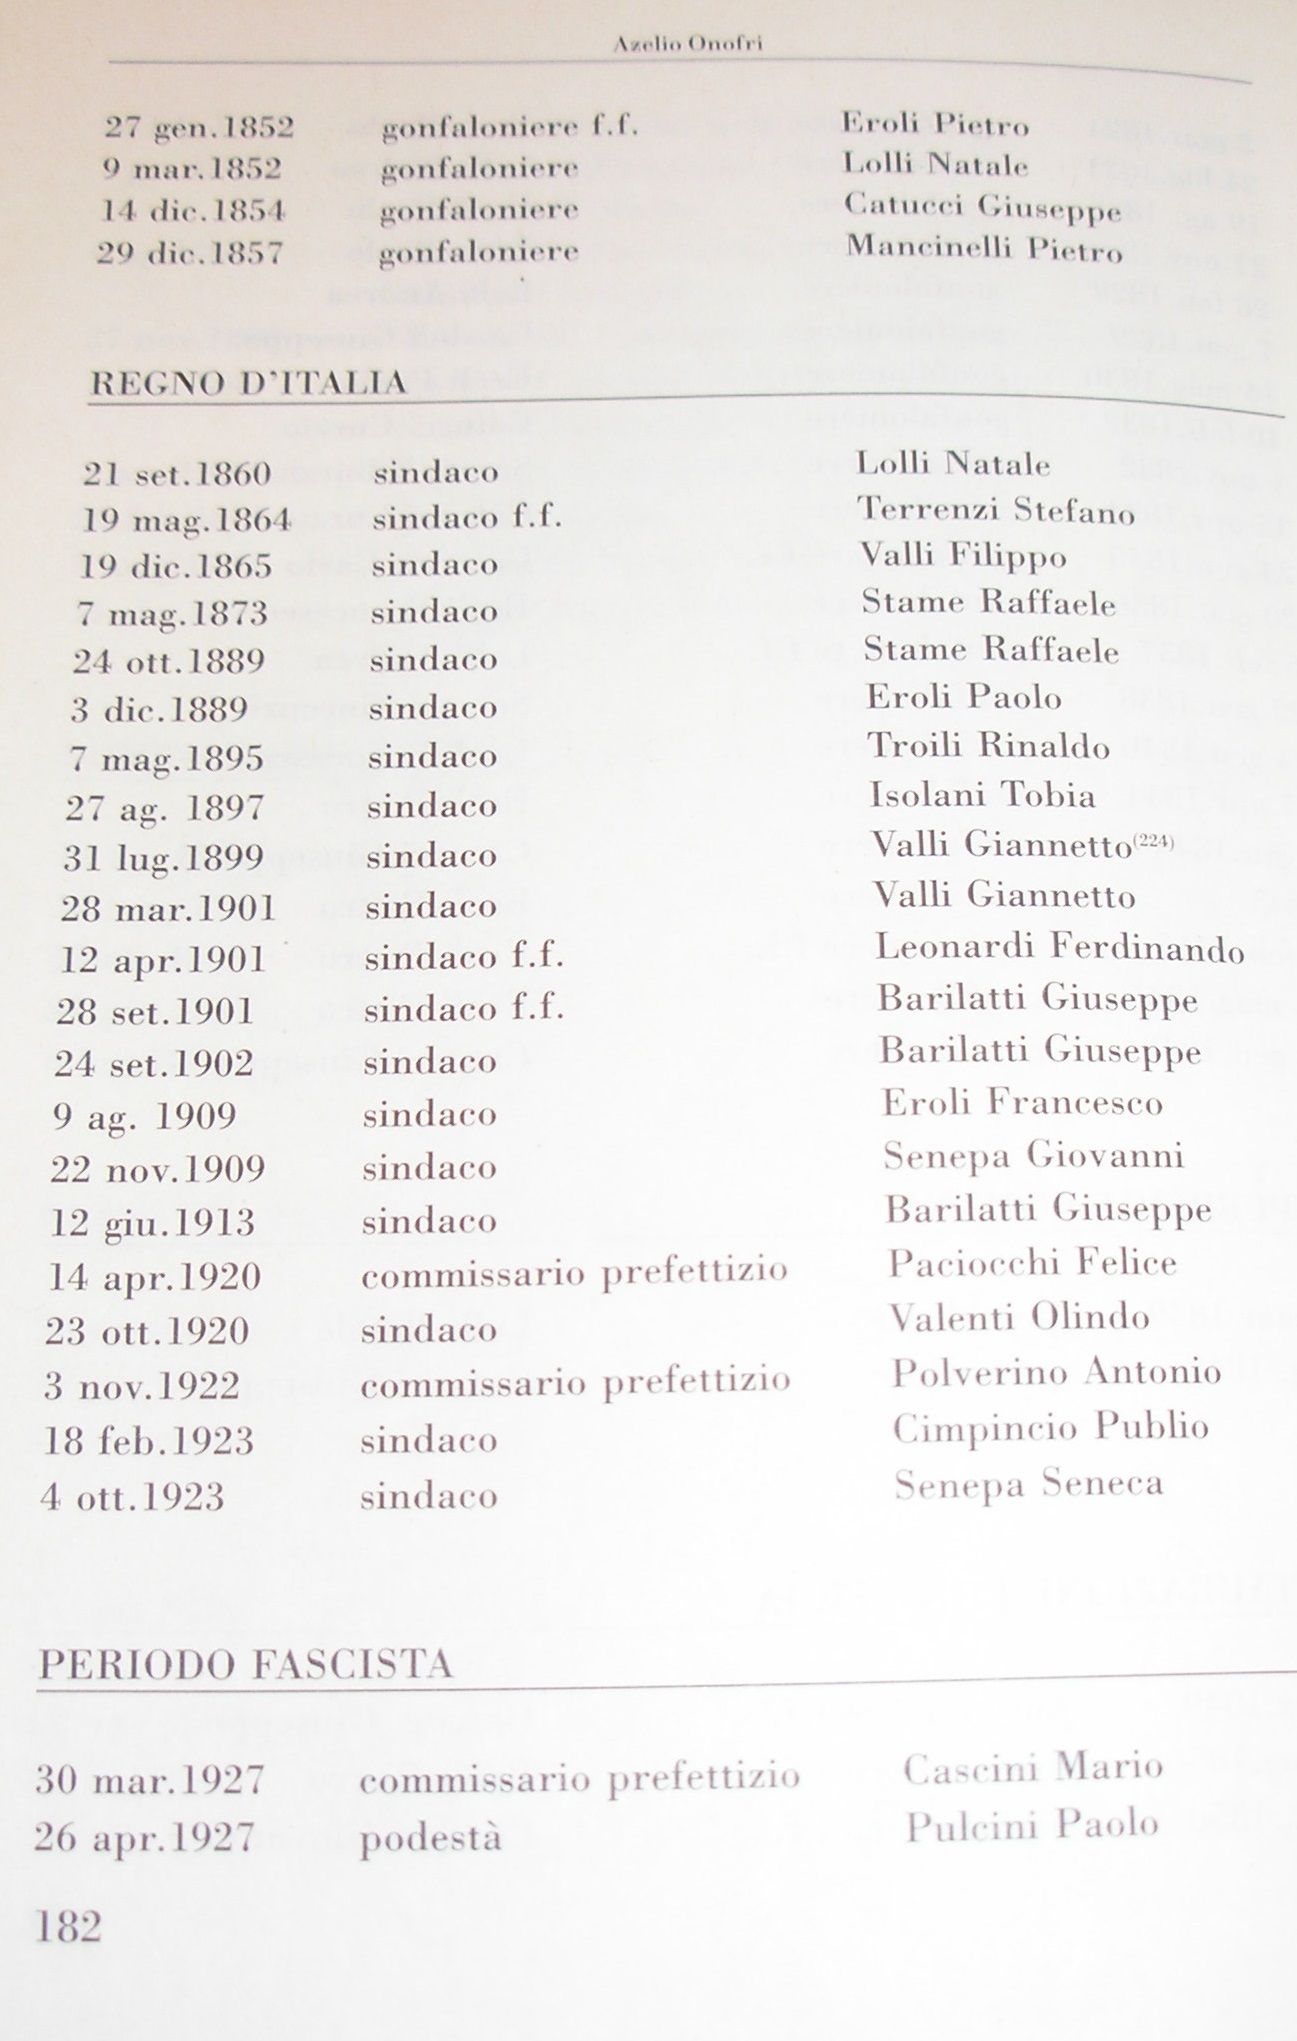 Azelio Onofri
27 gen.1852 gonfaloniere f.f. Eroli Pietro
9 mar.1852 gonfaloniere Lolli Natale
14 dic.1854 gonfaloniere Catucci Giuseppe
29 dic.1857 gonfaloniere Mancinelli Pietro
REGNO D'ITALIA
21 set.1860 sindaco Lolli Natale
19 mag.1864 sindaco f.f. Terrenzi Stefano
19 dic.1865 sindaco Valli Filippo
7 mag.1873 sindaco Stame Raffaele
24 ott.1889 sindaco Stame Raffaele
3 dic.1889 sindaco Eroli Paolo
7 mag.1895 sindaco Troili Rinaldo
27 ag. 1897 sindaco Isolani Tobia
31 lug.1899 sindaco Valli Giannetto(224)
28 mar.1901 sindaco Valli Giannetto
12 apr.1901 sindaco f.f. Leonardi Ferdinando
28 set.1901 sindaco f.f. Barilatti Giuseppe
24 set.1902 sindaco Barilatti Giuseppe
9 ag. 1909 sindaco Eroli Francesco
22 nov.1909 sindaco Senepa Giovanni
12 giu.1913 sindaco Barilatti Giuseppe
14 apr.1920 commissario prefettizio Paciocchi Felice
23 ott.1920 sindaco Valenti Olindo
3 nov.1922 commissario prefettizio Polverino Antonio
18 feb.1923 sindaco Cimpincio Publio
4 ott.1923 sindaco Senepa Seneca
PERIODO FASCISTA
30 mar.1927 commissario prefettizio Cascini Mario
26 apr.1927 podestà Pulcini Paolo
182